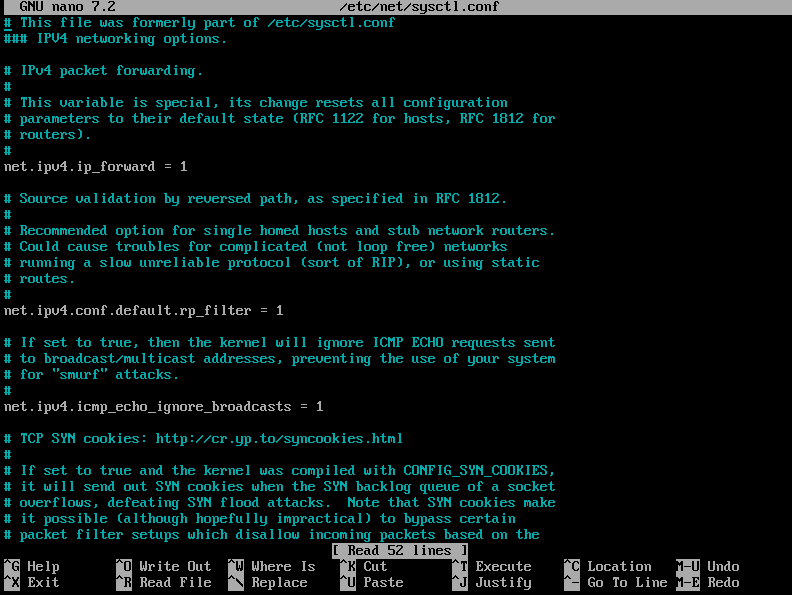 GNU nano 7.2 /etc/net/sysctl.conf
# This file was formerly part of /etc/sysctl.conf
### IPV4 networking options.
# IPv4 packet forwarding.
#
# This variable is special, its change resets all configuration
# parameters to their default state (RFC 1122 for hosts, RFC 1812 for
# routers).
#
net.ipv4.ip_forward = 1
# Source validation by reversed path, as specified in RFC 1812.
#
# Recommended option for single homed hosts and stub network routers.
# Could cause troubles for complicated (not loop free) networks
# running a slow unreliable protocol (sort of RIP), or using static
# routes.
#
net.ipv4.conf.default.rp_filter = 1
# If set to true, then the kernel will ignore ICMP ECHO requests sent
# to broadcast/multicast addresses, preventing the use of your system
# for "smurf" attacks.
#
net.ipv4.icmp_echo_ignore_broadcasts = 1
# TCP SYN cookies: http://cr.yp.to/syncookies.html
#
# If set to true and the kernel was compiled with CONFIG_SYN_COOKIES,
# it will send out SYN cookies when the SYN backlog queue of a socket
# overflows, defeating SYN flood attacks.  Note that SYN cookies make
# it possible (although hopefully impractical) to bypass certain
# packet filter setups which disallow incoming packets based on the
[ Read 52 lines ]
^G Help ^O Write Out ^W Where Is ^K Cut ^T Execute ^C Location M-U Undo
^X Exit ^R Read File ^\ Replace ^U Paste ^J Justify ^- Go To Line M-E Redo